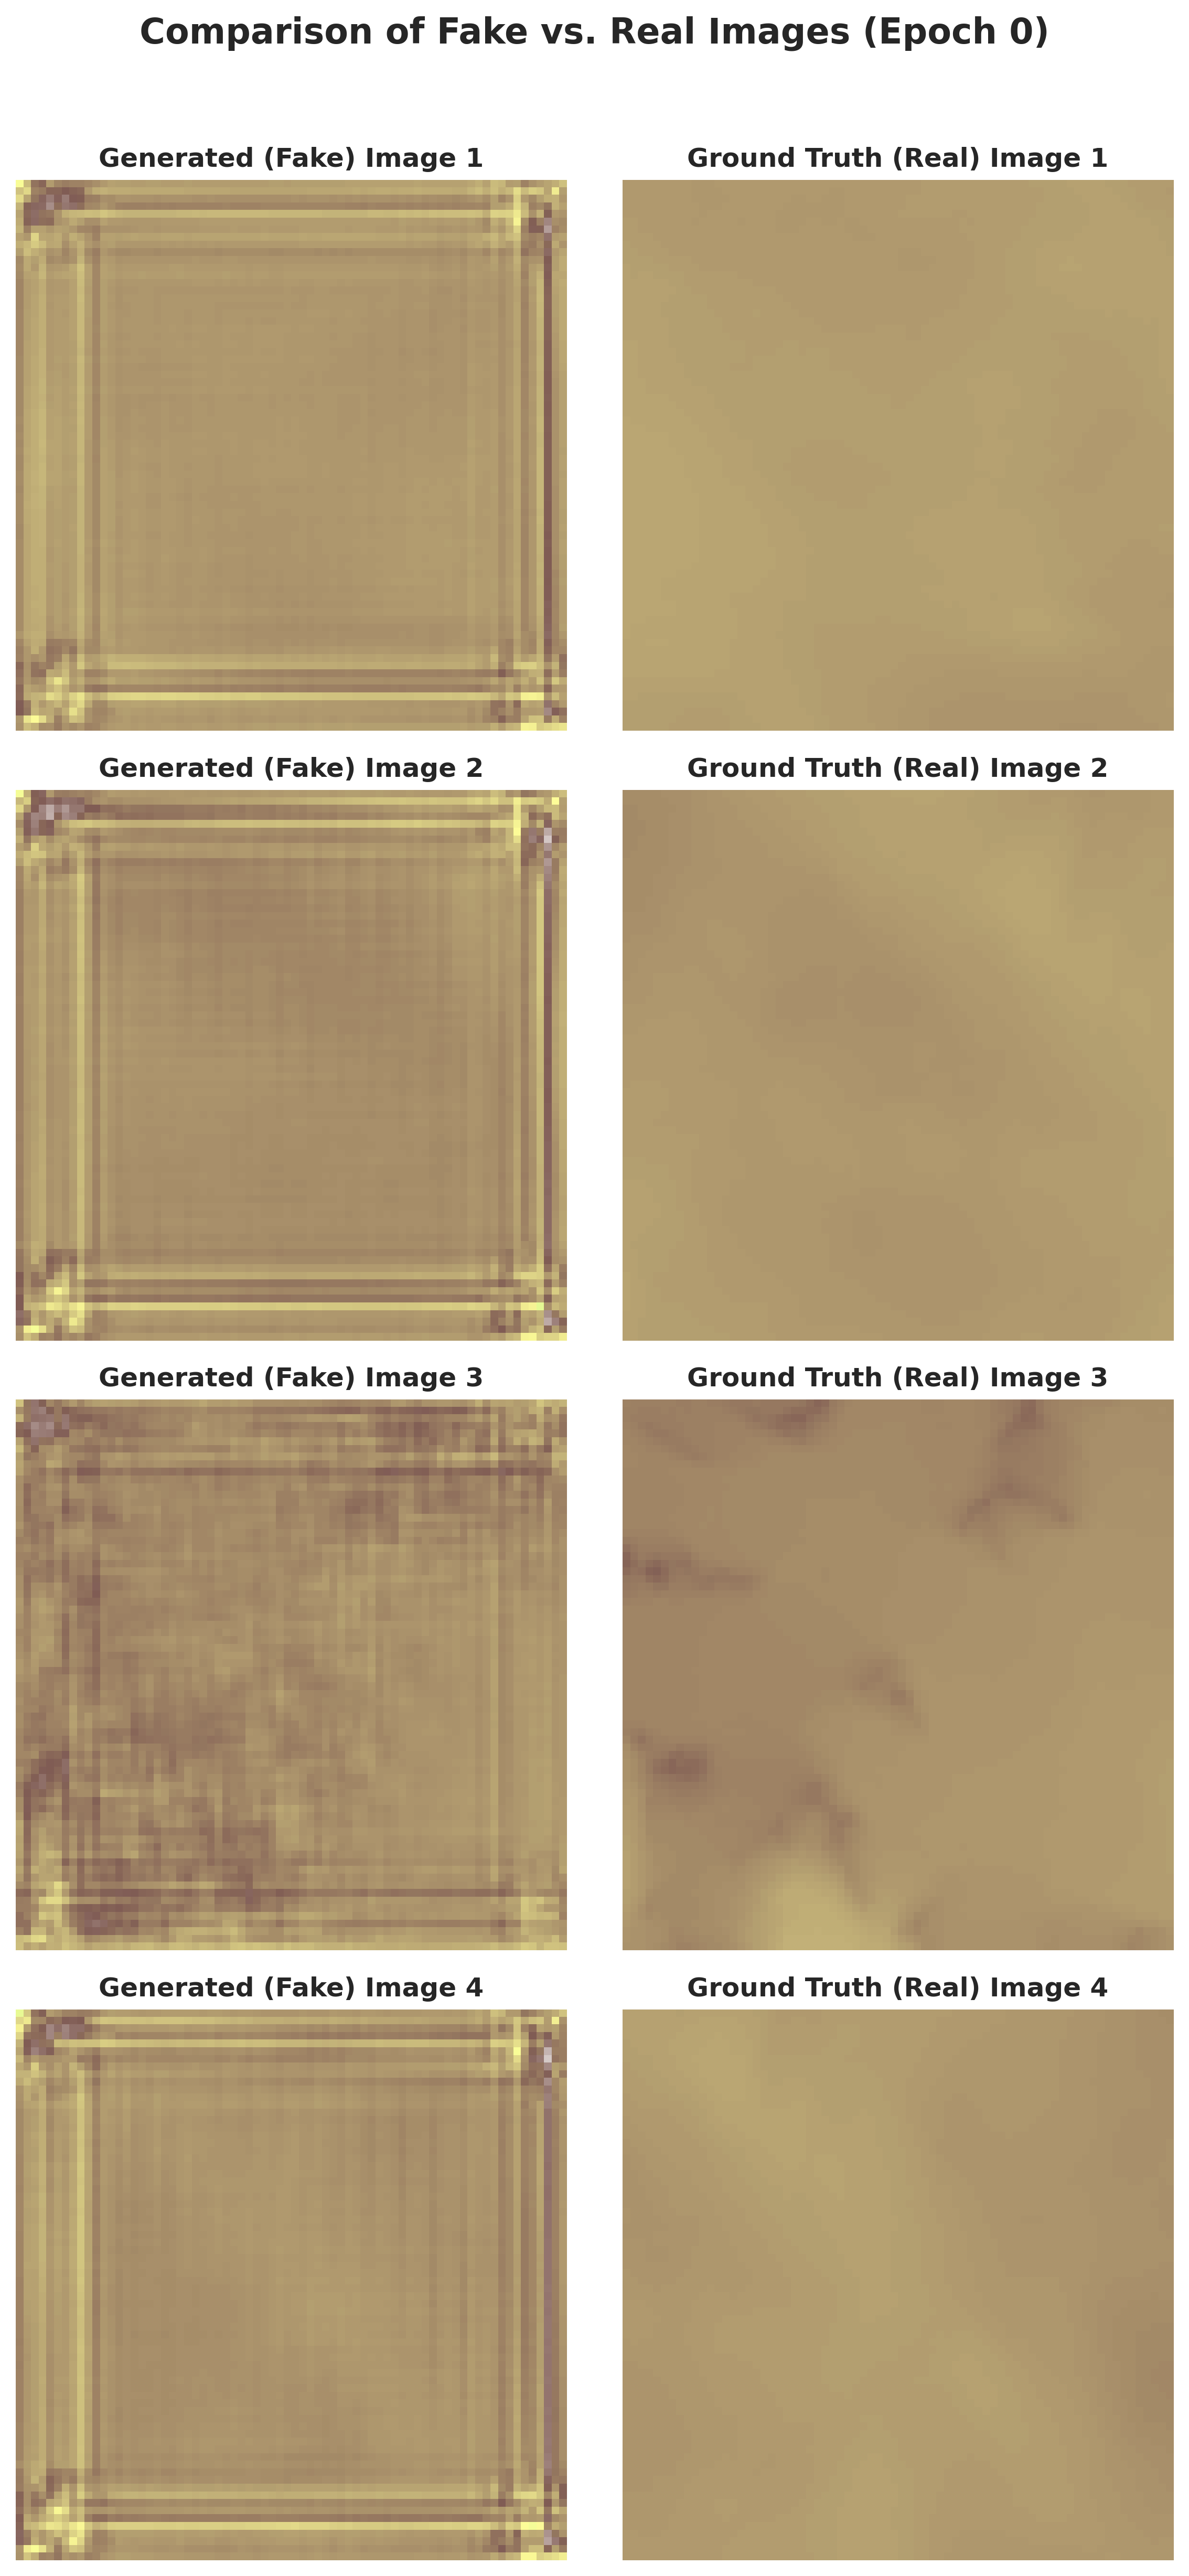 Comparison of Fake vs. Real Images (Epoch 0)
Generated (Fake) Image 1
Ground Truth (Real) Image 1
Generated (Fake) Image 2
Ground Truth (Real) Image 2
Generated (Fake) Image 3
Ground Truth (Real) Image 3
Generated (Fake) Image 4
Ground Truth (Real) Image 4